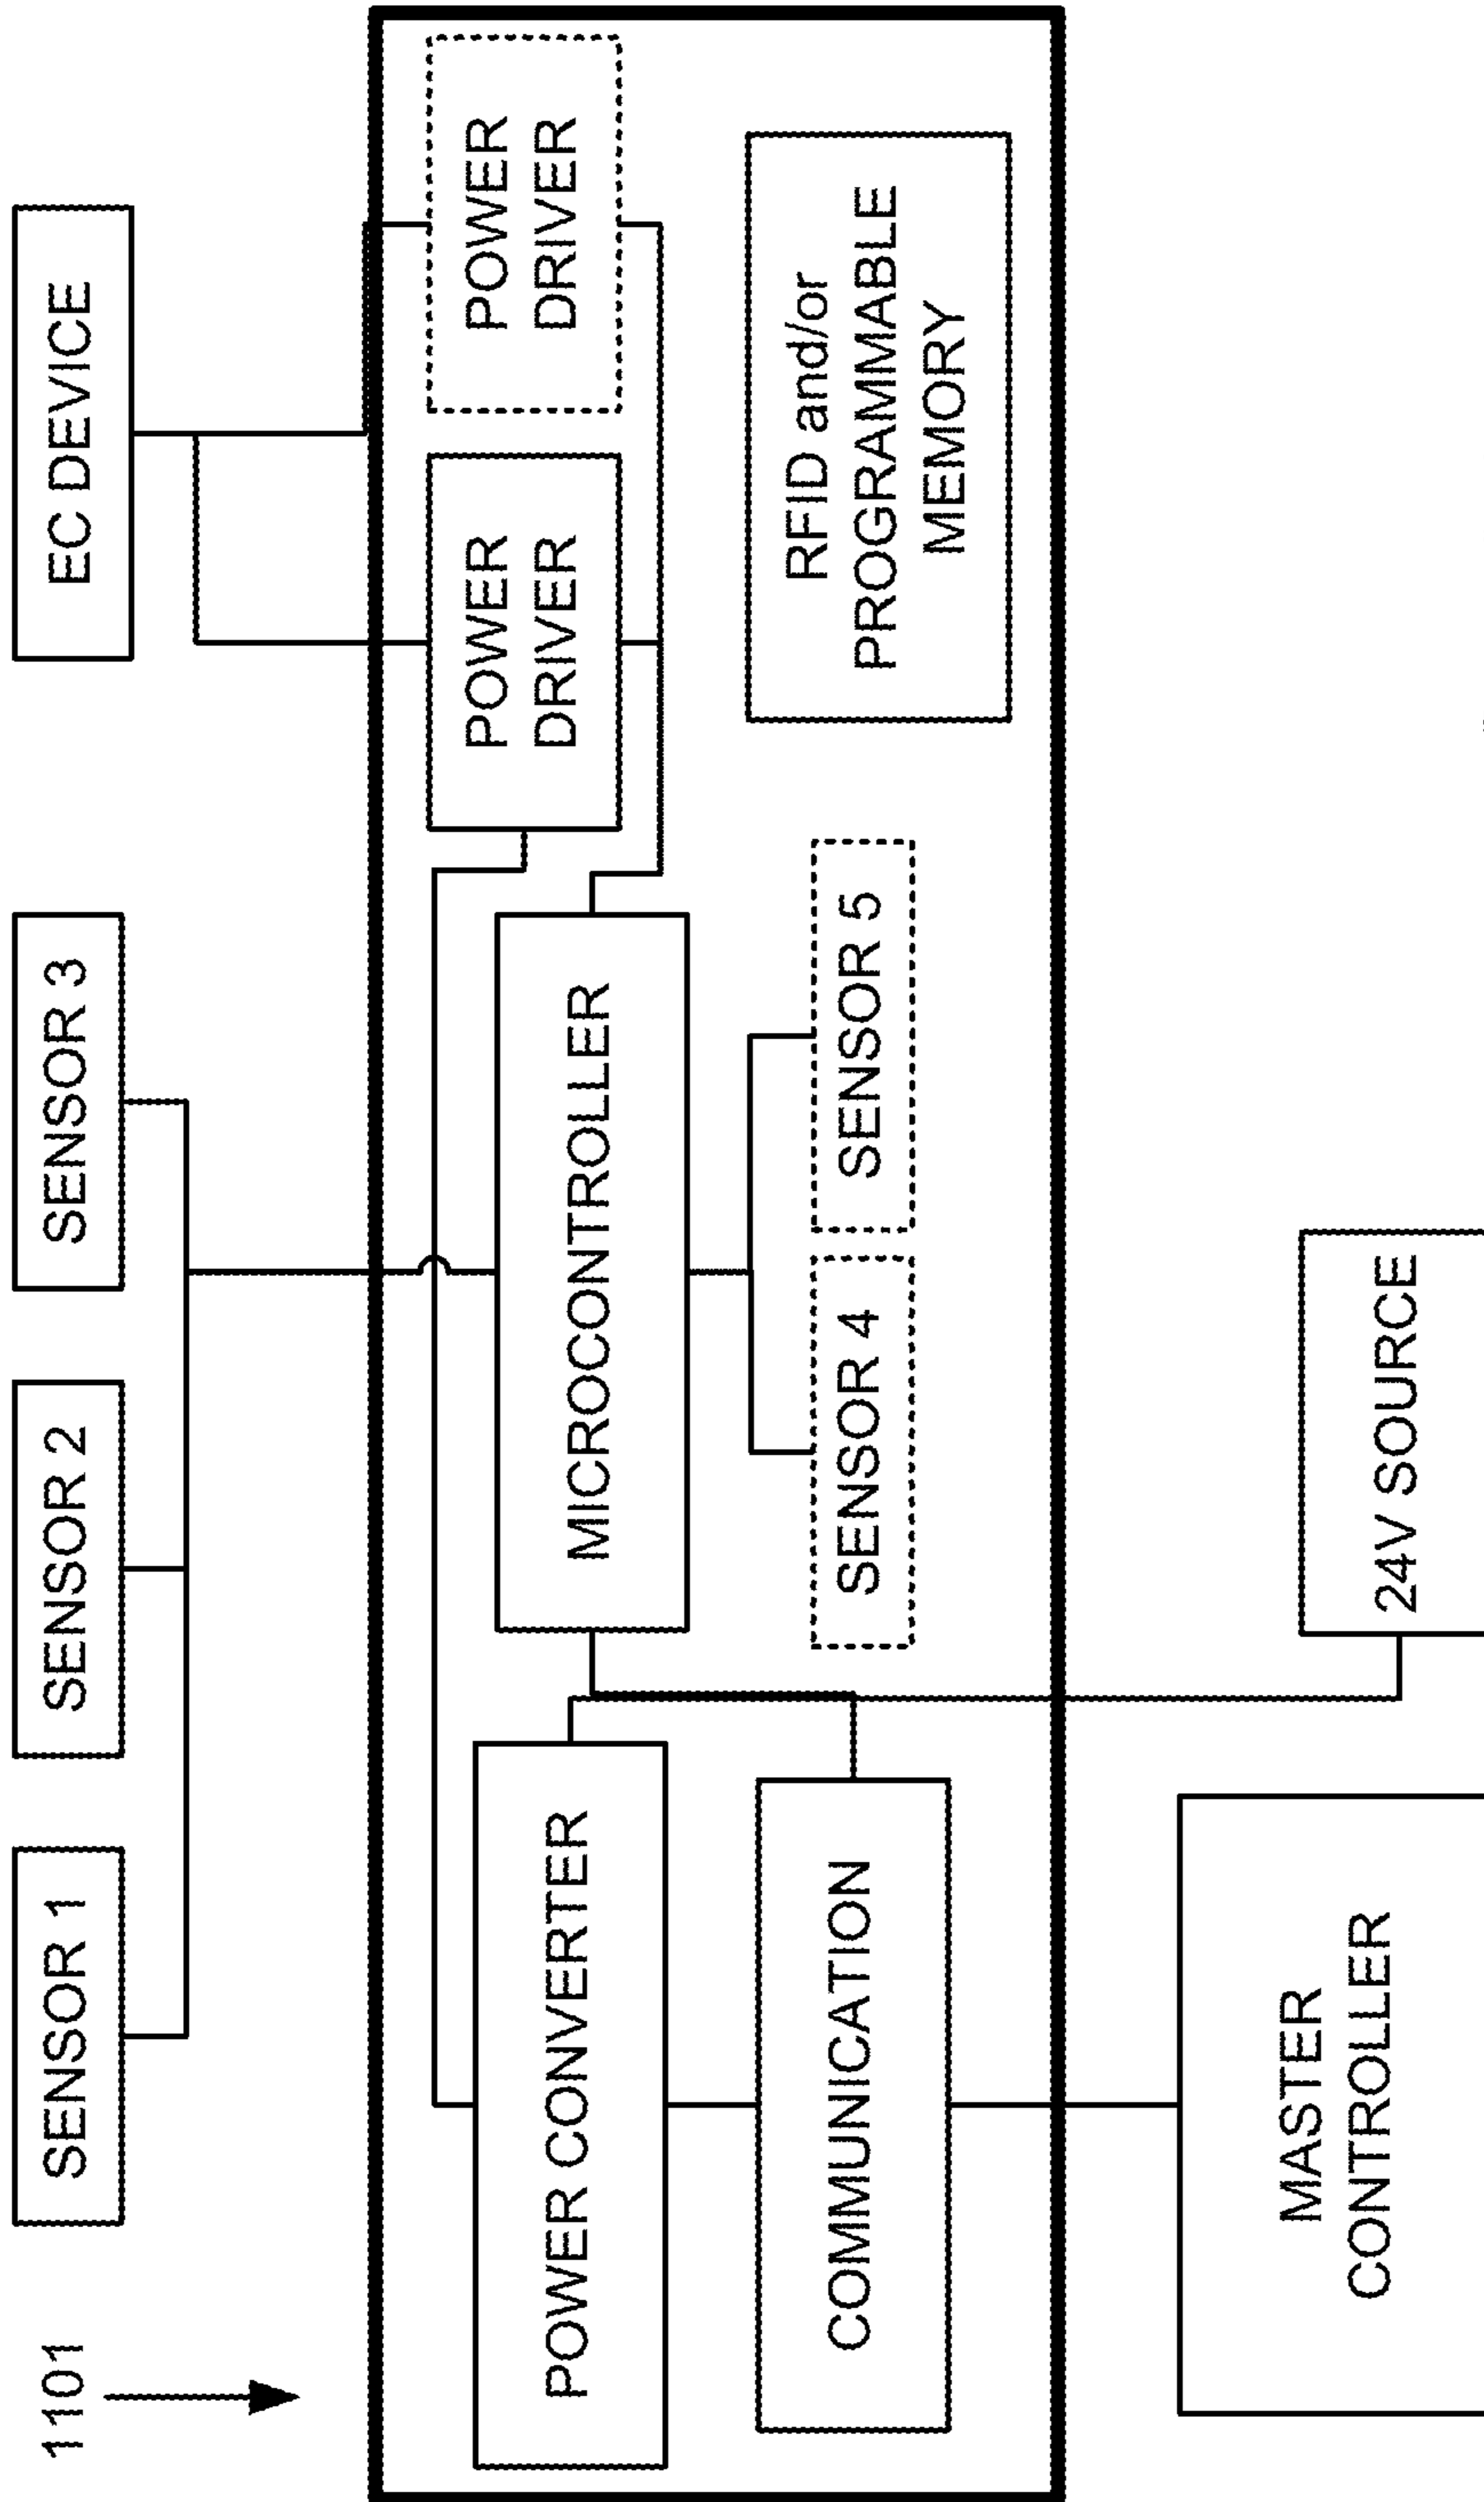 1101
SENSOR 1
SENSOR 2
SENSOR 3
EC DEVICE
POWER CONVERTER
MICROCONTROLLER
POWER
DRIVER
POWER
DRIVER
COMMUNICATION
SENSOR 4
SENSOR 5
RFID and/or
PROGRAMMABLE
MEMORY
MASTER
CONTROLLER
24V SOURCE